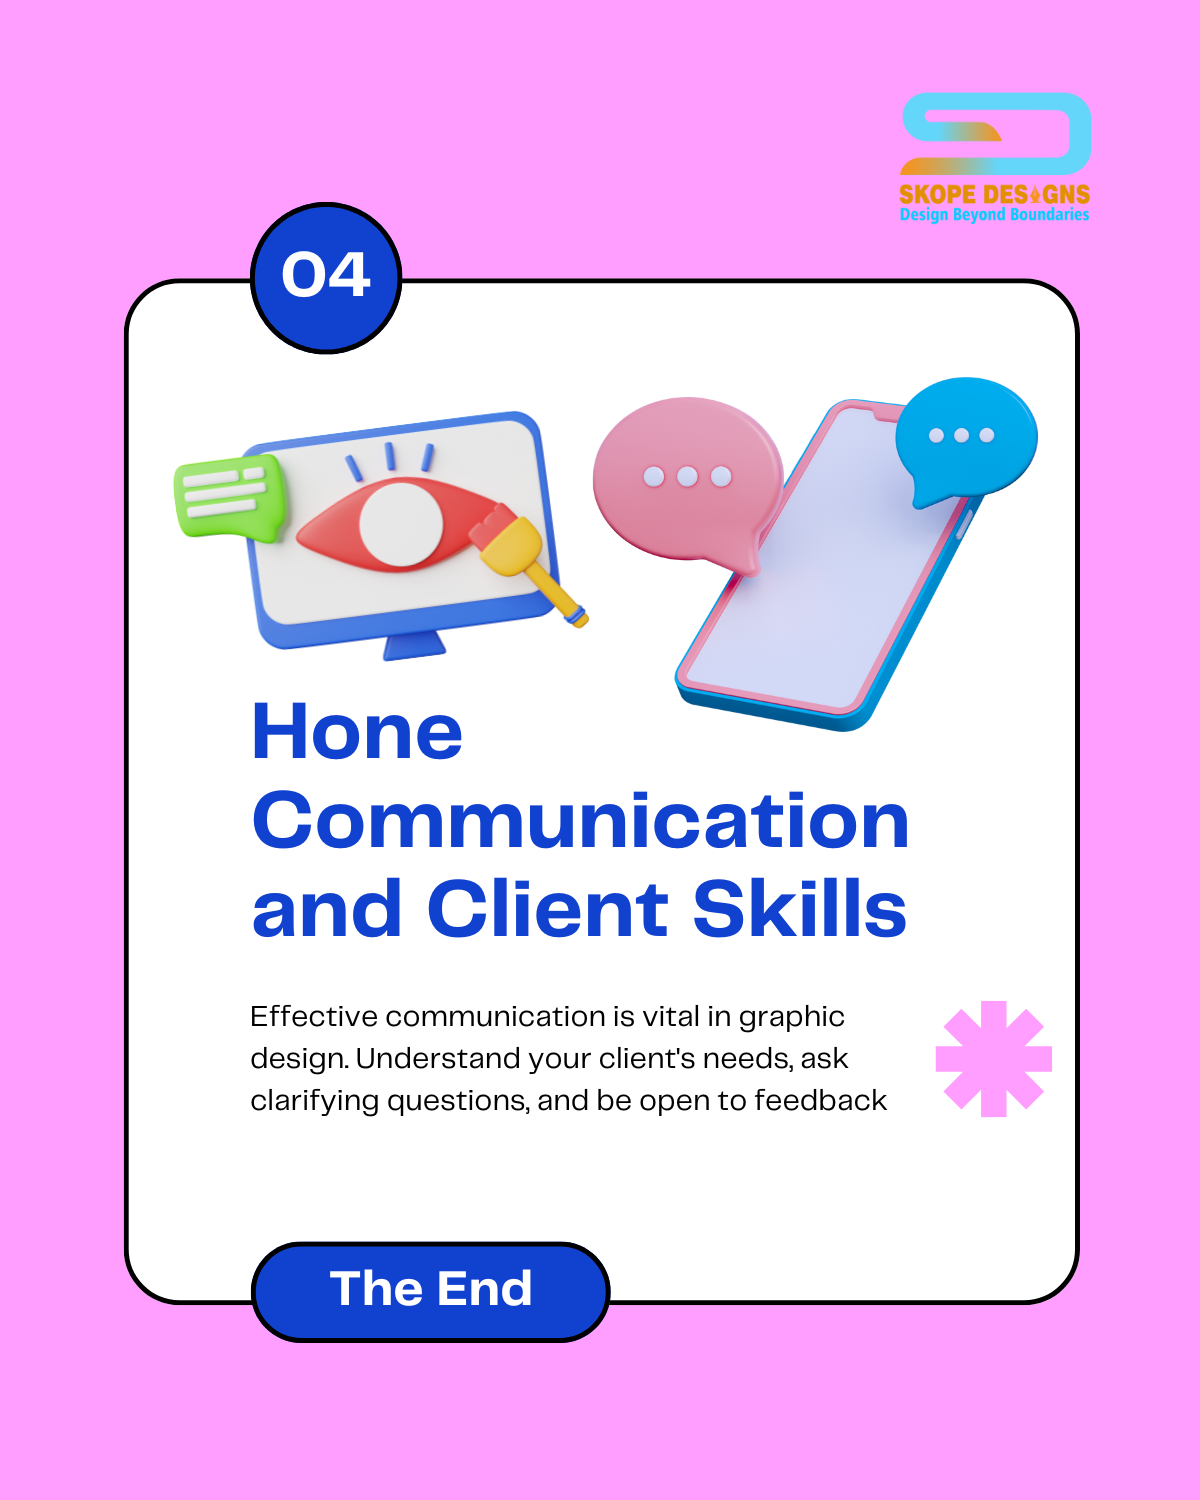 SKOPE DESIGNS
Design Beyond Boundaries
04
Hone
Communication
and Client Skills
Effective communication is vital in graphic
design. Understand your client's needs, ask
clarifying questions, and be open to feedback
The End